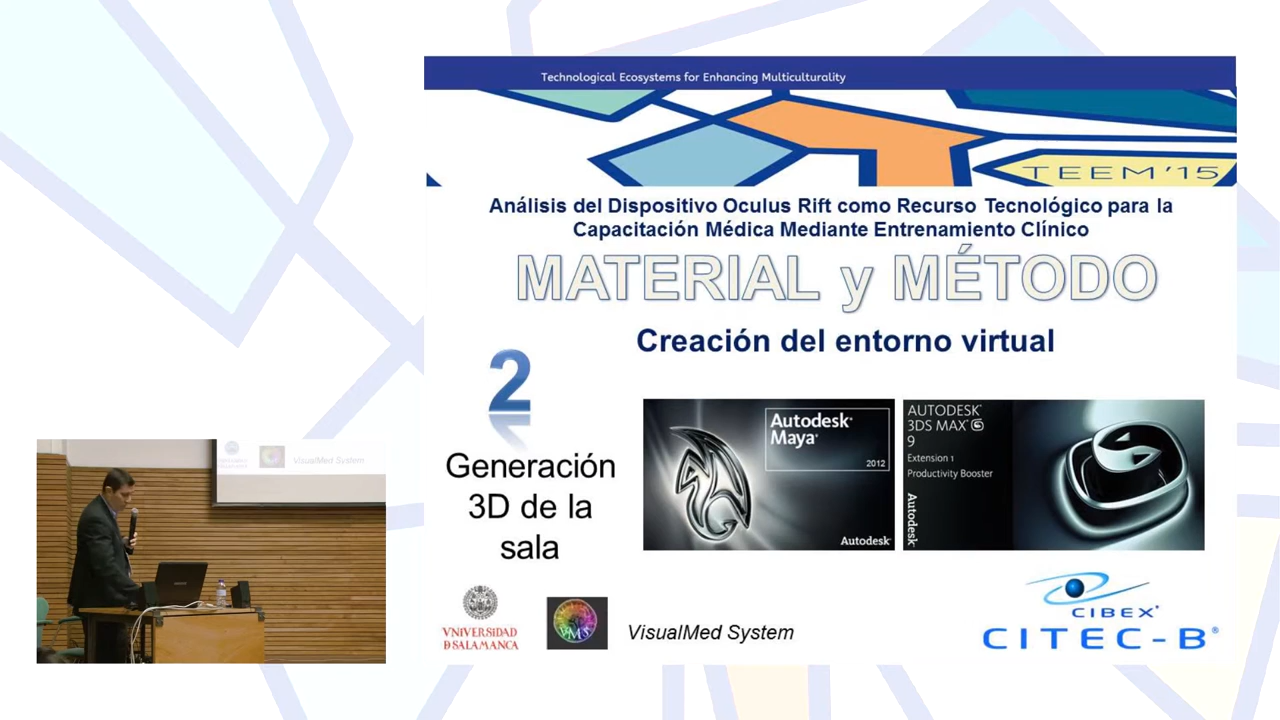 Technological Ecosystems for Enhancing Multiculturality
TEEM'15
Análisis del Dispositivo Oculus Rift como Recurso Tecnológico para la
Capacitación Médica Mediante Entrenamiento Clínico
MATERIAL y MÉTODO
Creación del entorno virtual
2
Generación
3D de la
sala
Autodesk®
Maya®
2012
Autodesk®
AUTODESK®
3DS MAX®
9
Extension 1
Productivity Booster
Autodesk®
VNIVERSIDAD
D SALAMANCA
VMS
VisualMed System
CIBEX®
CITEC-B®
VisualMed System